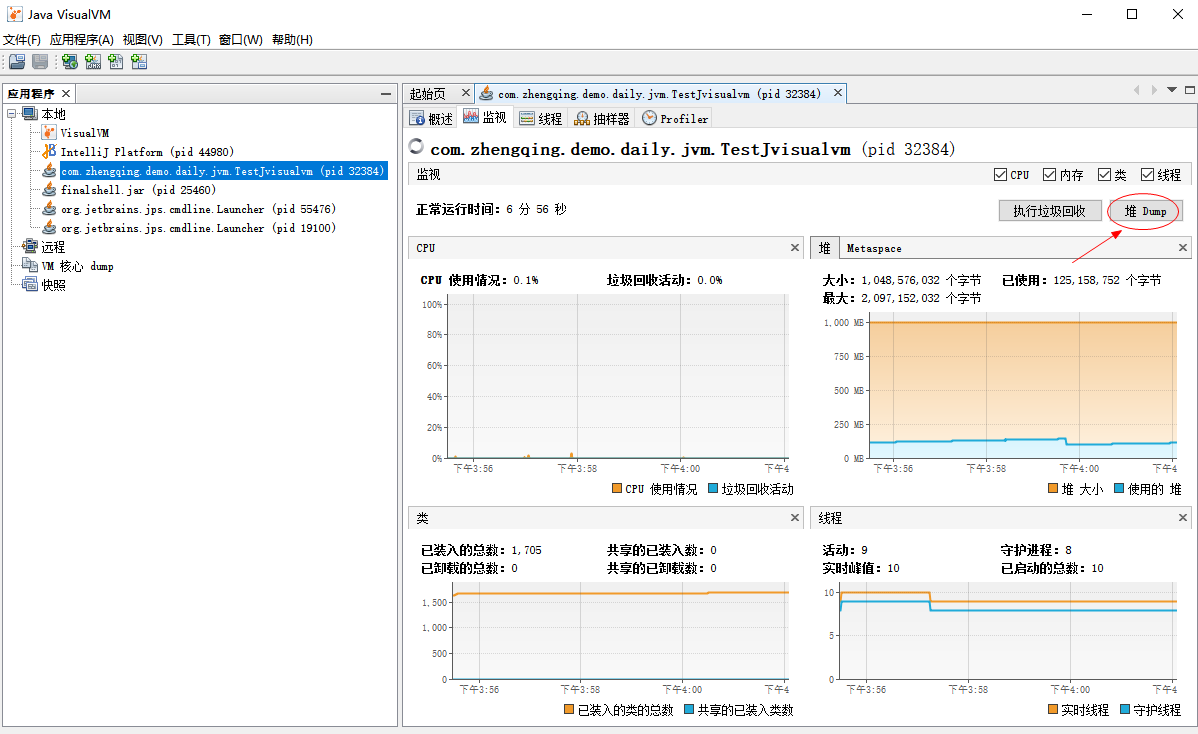 Java VisualVM
文件(F) 应用程序(A) 视图(V) 工具(T) 窗口(W) 帮助(H)
应用程序
本地
VisualVM
IntelliJ Platform (pid 44980)
com.zhengqing.demo.daily.jvm.TestJvisualvm (pid 32384)
finalshell.jar (pid 25460)
org.jetbrains.jps.cmdline.Launcher (pid 55476)
org.jetbrains.jps.cmdline.Launcher (pid 19100)
远程
VM 核心 dump
快照
起始页 com.zhengqing.demo.daily.jvm.TestJvisualvm (pid 32384)
概述 监视 线程 抽样器 Profiler
com.zhengqing.demo.daily.jvm.TestJvisualvm (pid 32384)
监视 CPU 内存 类 线程
正常运行时间: 6 分 56 秒 执行垃圾回收 堆 Dump
CPU
CPU 使用情况: 0.1% 垃圾回收活动: 0.0%
100%
80%
60%
40%
20%
0%
下午3:56 下午3:58 下午4:00 下午4
CPU 使用情况 垃圾回收活动
堆 Metaspace
大小: 1,048,576,032 个字节 已使用: 125,158,752 个字节
最大: 2,097,152,032 个字节
1,000 MB
750 MB
500 MB
250 MB
0 MB
下午3:56 下午3:58 下午4:00 下午4
堆 大小 使用的 堆
类
已装入的总数: 1,705 共享的已装入数: 0
已卸载的总数: 0 共享的已卸载数: 0
1,500
1,000
500
0
下午3:56 下午3:58 下午4:00 下午4
已装入的类的总数 共享的已装入类数
线程
活动: 9 守护进程: 8
实时峰值: 10 已启动的总数: 10
10
5
0
下午3:56 下午3:58 下午4:00 下午4
实时线程 守护线程